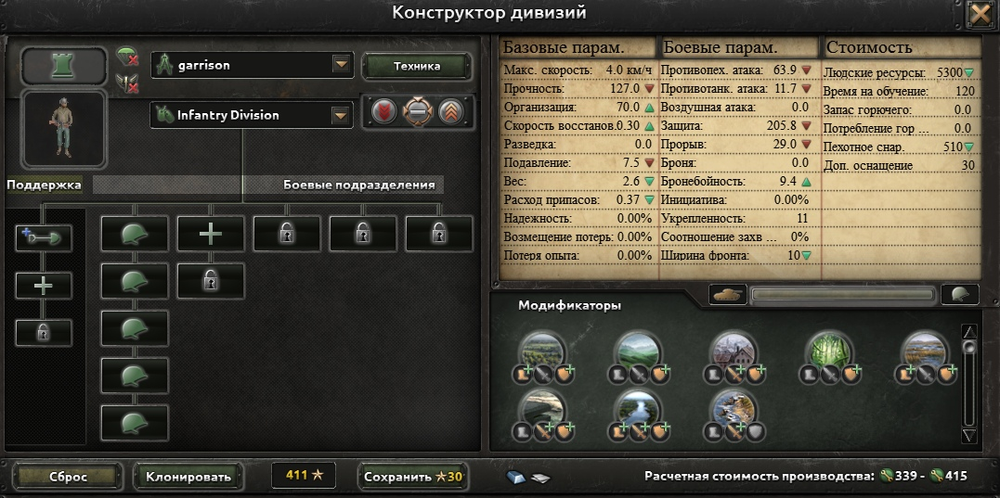 Конструктор дивизий
garrison
Техника
Infantry Division
Поддержка
Боевые подразделения
Базовые парам.
Макс. скорость: 4.0 км/ч
Прочность: 127.0
Организация: 70.0
Скорость восстанов.0.30
Разведка: 0.0
Подавление: 7.5
Вес: 2.6
Расход припасов: 0.37
Надежность: 0.00%
Возмещение потерь: 0.00%
Потеря опыта: 0.00%
Боевые парам.
Противопех. атака: 63.9
Противотанк. атака: 11.7
Воздушная атака: 0.0
Защита: 205.8
Прорыв: 29.0
Броня: 0.0
Бронебойность: 9.4
Инициатива: 0.00%
Укрепленность: 11
Соотношение захв ... 0%
Ширина фронта: 10
Стоимость
Людские ресурсы: 5300
Время на обучение: 120
Запас горючего: 0.0
Потребление гор ... 0.0
Пехотное снар. 510
Доп. оснащение 30
Модификаторы
Сброс
Клонировать
411
Сохранить 30
Расчетная стоимость производства: 339 - 415